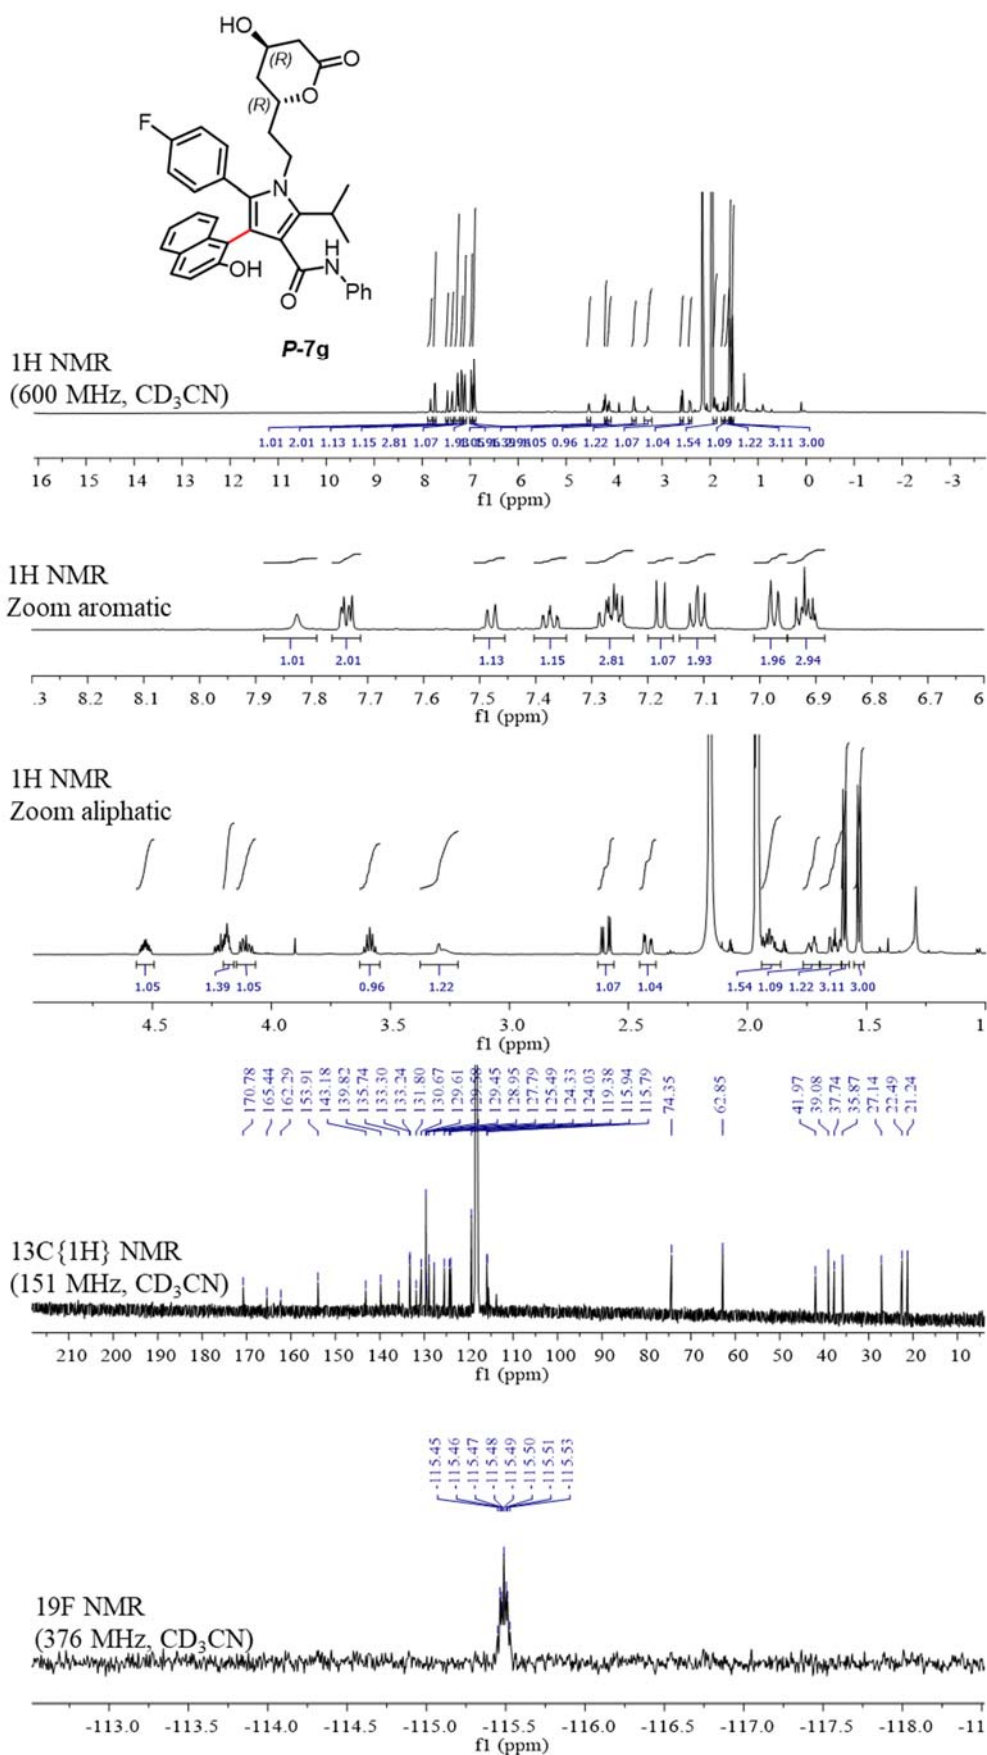 HO
(R)
O
(R)
O
F
N
H
N
OH
O
Ph
P-7g
1H NMR
(600 MHz, CD3CN)
1.01 2.01 1.13 1.15 2.81 1.07
0.96 1.22 1.07 1.04 1.54 1.09 1.22 3.11 3.00
16 15 14 13 12 11 10 9 8 7 6 5 4 3 2 1 0 -1 -2 -3
f1 (ppm)
1H NMR
Zoom aromatic
1.01 2.01 1.13 1.15 2.81 1.07 1.93 1.96 2.94
.3 8.2 8.1 8.0 7.9 7.8 7.7 7.6 7.5 7.4 7.3 7.2 7.1 7.0 6.9 6.8 6.7 6
f1 (ppm)
1H NMR
Zoom aliphatic
1.05 1.39 1.05 0.96 1.22 1.07 1.04 1.54 1.09 1.22 3.11 3.00
4.5 4.0 3.5 3.0 2.5 2.0 1.5 1
f1 (ppm)
170.78 165.44 162.29 153.91 143.18 139.82 135.74 133.30 133.24 131.80 130.67 129.61 129.45 128.95 127.79 125.49 124.33 124.03 119.38 115.94 115.79 74.35 62.85 41.97 39.08 37.74 35.87 27.14 22.49 21.24
13C{1H} NMR
(151 MHz, CD3CN)
210 200 190 180 170 160 150 140 130 120 110 100 90 80 70 60 50 40 30 20 10
f1 (ppm)
-115.45 -115.46 -115.47 -115.48 -115.49 -115.50 -115.51 -115.53
19F NMR
(376 MHz, CD3CN)
-113.0 -113.5 -114.0 -114.5 -115.0 -115.5 -116.0 -116.5 -117.0 -117.5 -118.0 -11
f1 (ppm)